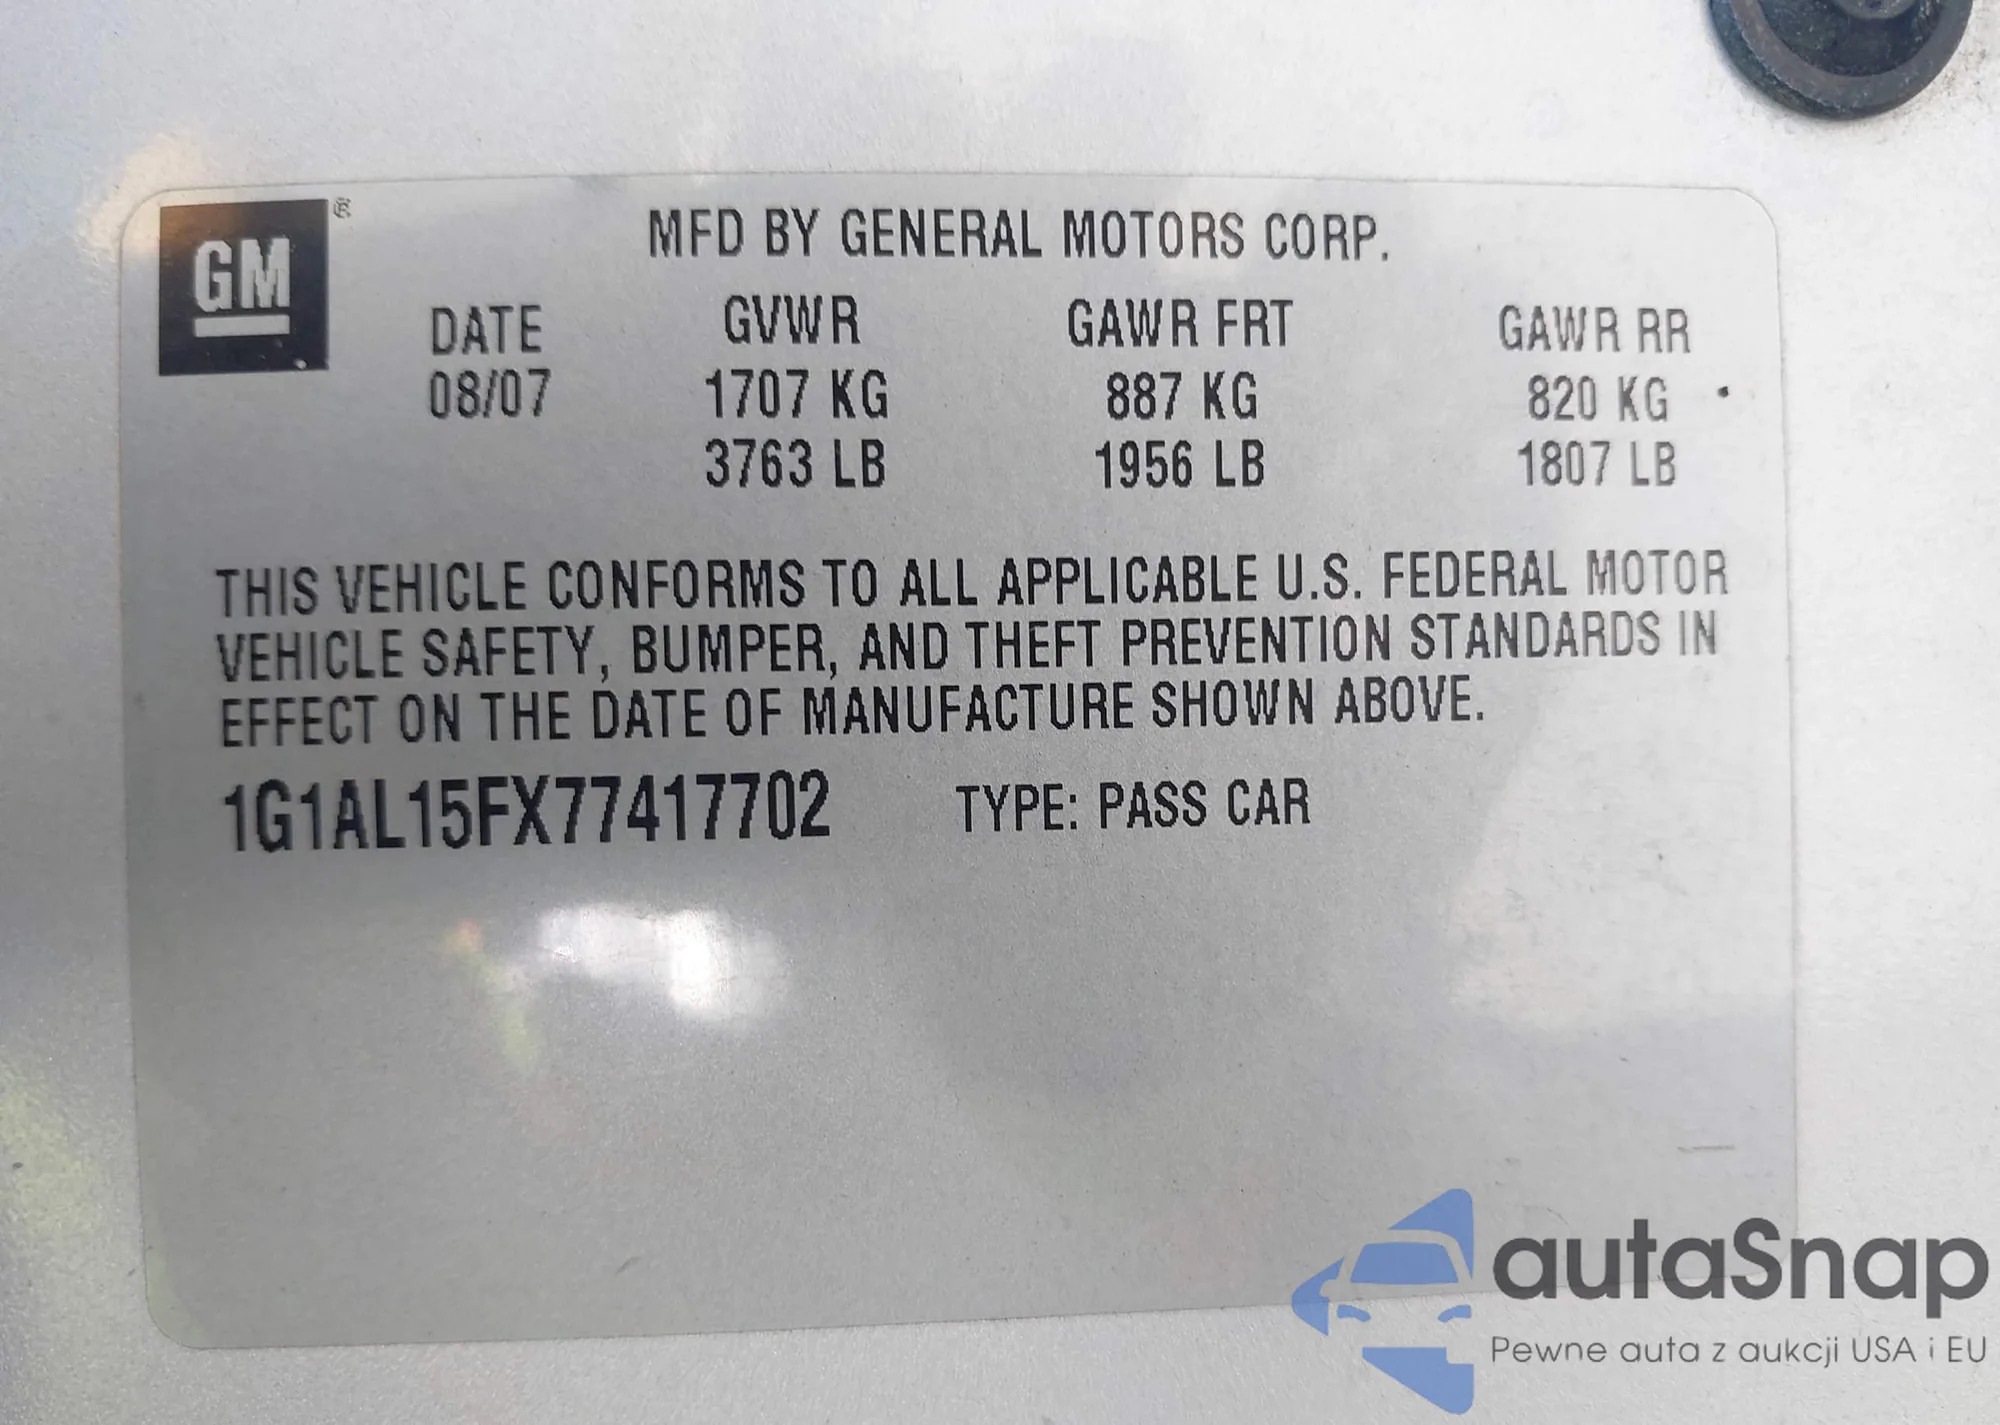 GM ®
MFD BY GENERAL MOTORS CORP.
DATE GVWR GAWR FRT GAWR RR
08/07 1707 KG 887 KG 820 KG
3763 LB 1956 LB 1807 LB
THIS VEHICLE CONFORMS TO ALL APPLICABLE U.S. FEDERAL MOTOR
VEHICLE SAFETY, BUMPER, AND THEFT PREVENTION STANDARDS IN
EFFECT ON THE DATE OF MANUFACTURE SHOWN ABOVE.
1G1AL15FX77417702 TYPE: PASS CAR
autaSnap
Pewne auta z aukcji USA i EU